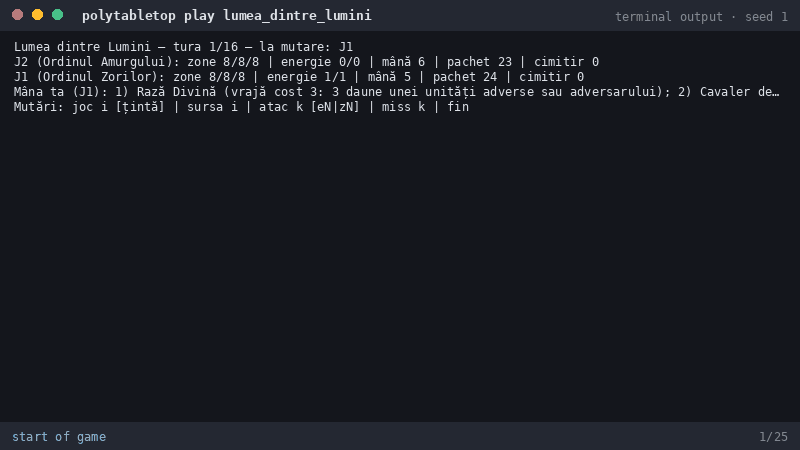 polytabletop play lumea_dintre_lumini
terminal output · seed 1
Lumea dintre Lumini — tura 1/16 — la mutare: J1
J2 (Ordinul Amurgului): zone 8/8/8 | energie 0/0 | mână 6 | pachet 23 | cimitir 0
J1 (Ordinul Zorilor): zone 8/8/8 | energie 1/1 | mână 5 | pachet 24 | cimitir 0
Mâna ta (J1): 1) Rază Divină (vrajă cost 3: 3 daune unei unități adverse sau adversarului); 2) Cavaler de…
Mutări: joc i [țintă] | sursa i | atac k [eN|zN] | miss k | fin
start of game
1/25